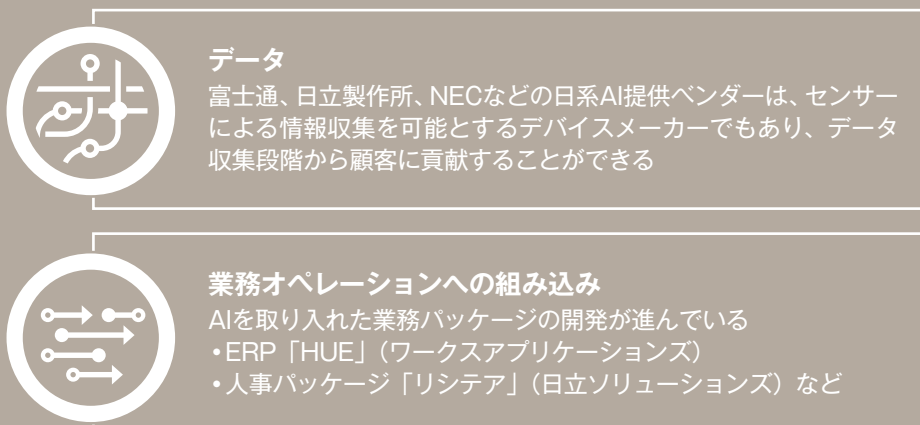 データ
富士通、日立製作所、NECなどの日系AI提供ベンダーは、センサー
による情報収集を可能とするデバイスメーカーでもあり、データ
収集段階から顧客に貢献することができる
業務オペレーションへの組み込み
AIを取り入れた業務パッケージの開発が進んでいる
•ERP「HUE」（ワークスアプリケーションズ）
•人事パッケージ「リシテア」（日立ソリューションズ）など